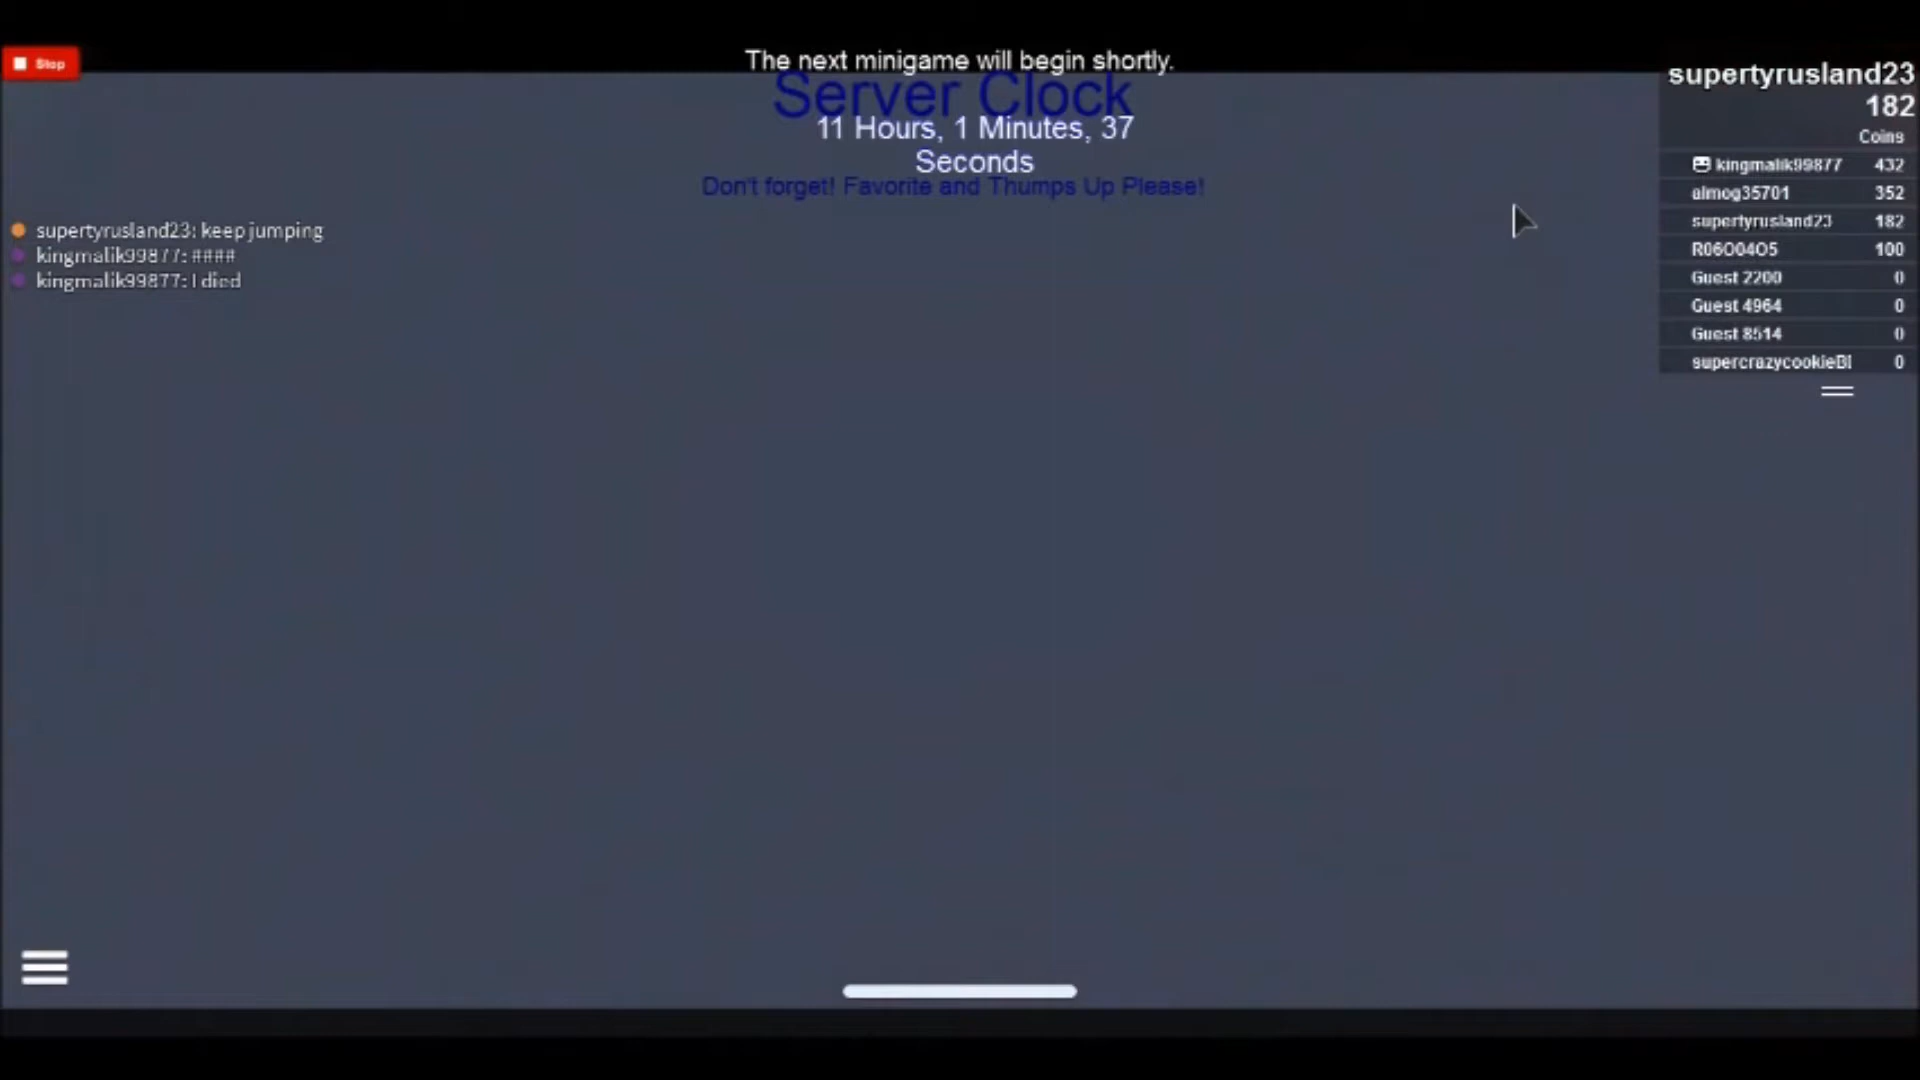 Stop
The next minigame will begin shortly.
Server Clock
11 Hours, 1 Minutes, 37
Seconds
Don't forget! Favorite and Thumps Up Please!
supertyrusland23
182
Coins
kingmalik99877 432
almog35701 352
supertyrusland23 182
R06O04O5 100
Guest 2200 0
Guest 4964 0
Guest 8514 0
supercrazycookieBl 0
supertyrusland23: keep jumping
kingmalik99877: ####
kingmalik99877: I died